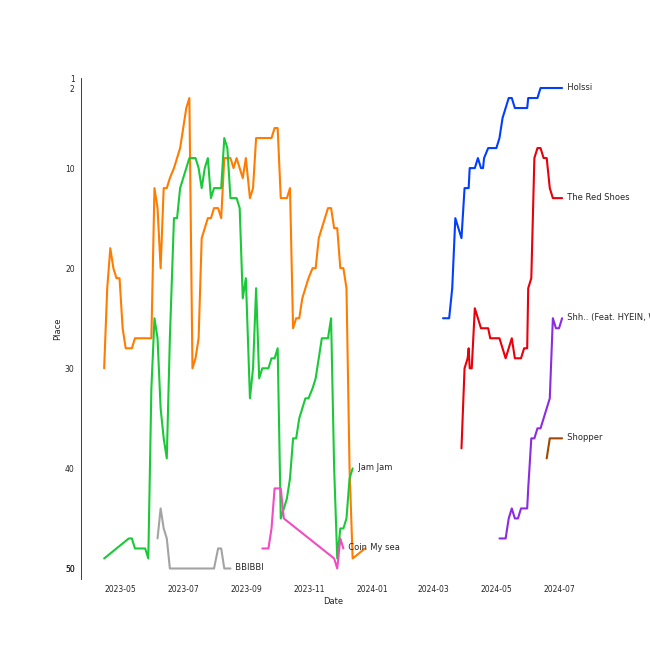 1
2
Holssi
10
The Red Shoes
20
Place
Shh.. (Feat. HYEIN,
30
Shopper
40
Jam Jam
Coin My sea
50
BBIBBI
2023-05 2023-07 2023-09 2023-11 2024-01 2024-03 2024-05 2024-07
Date